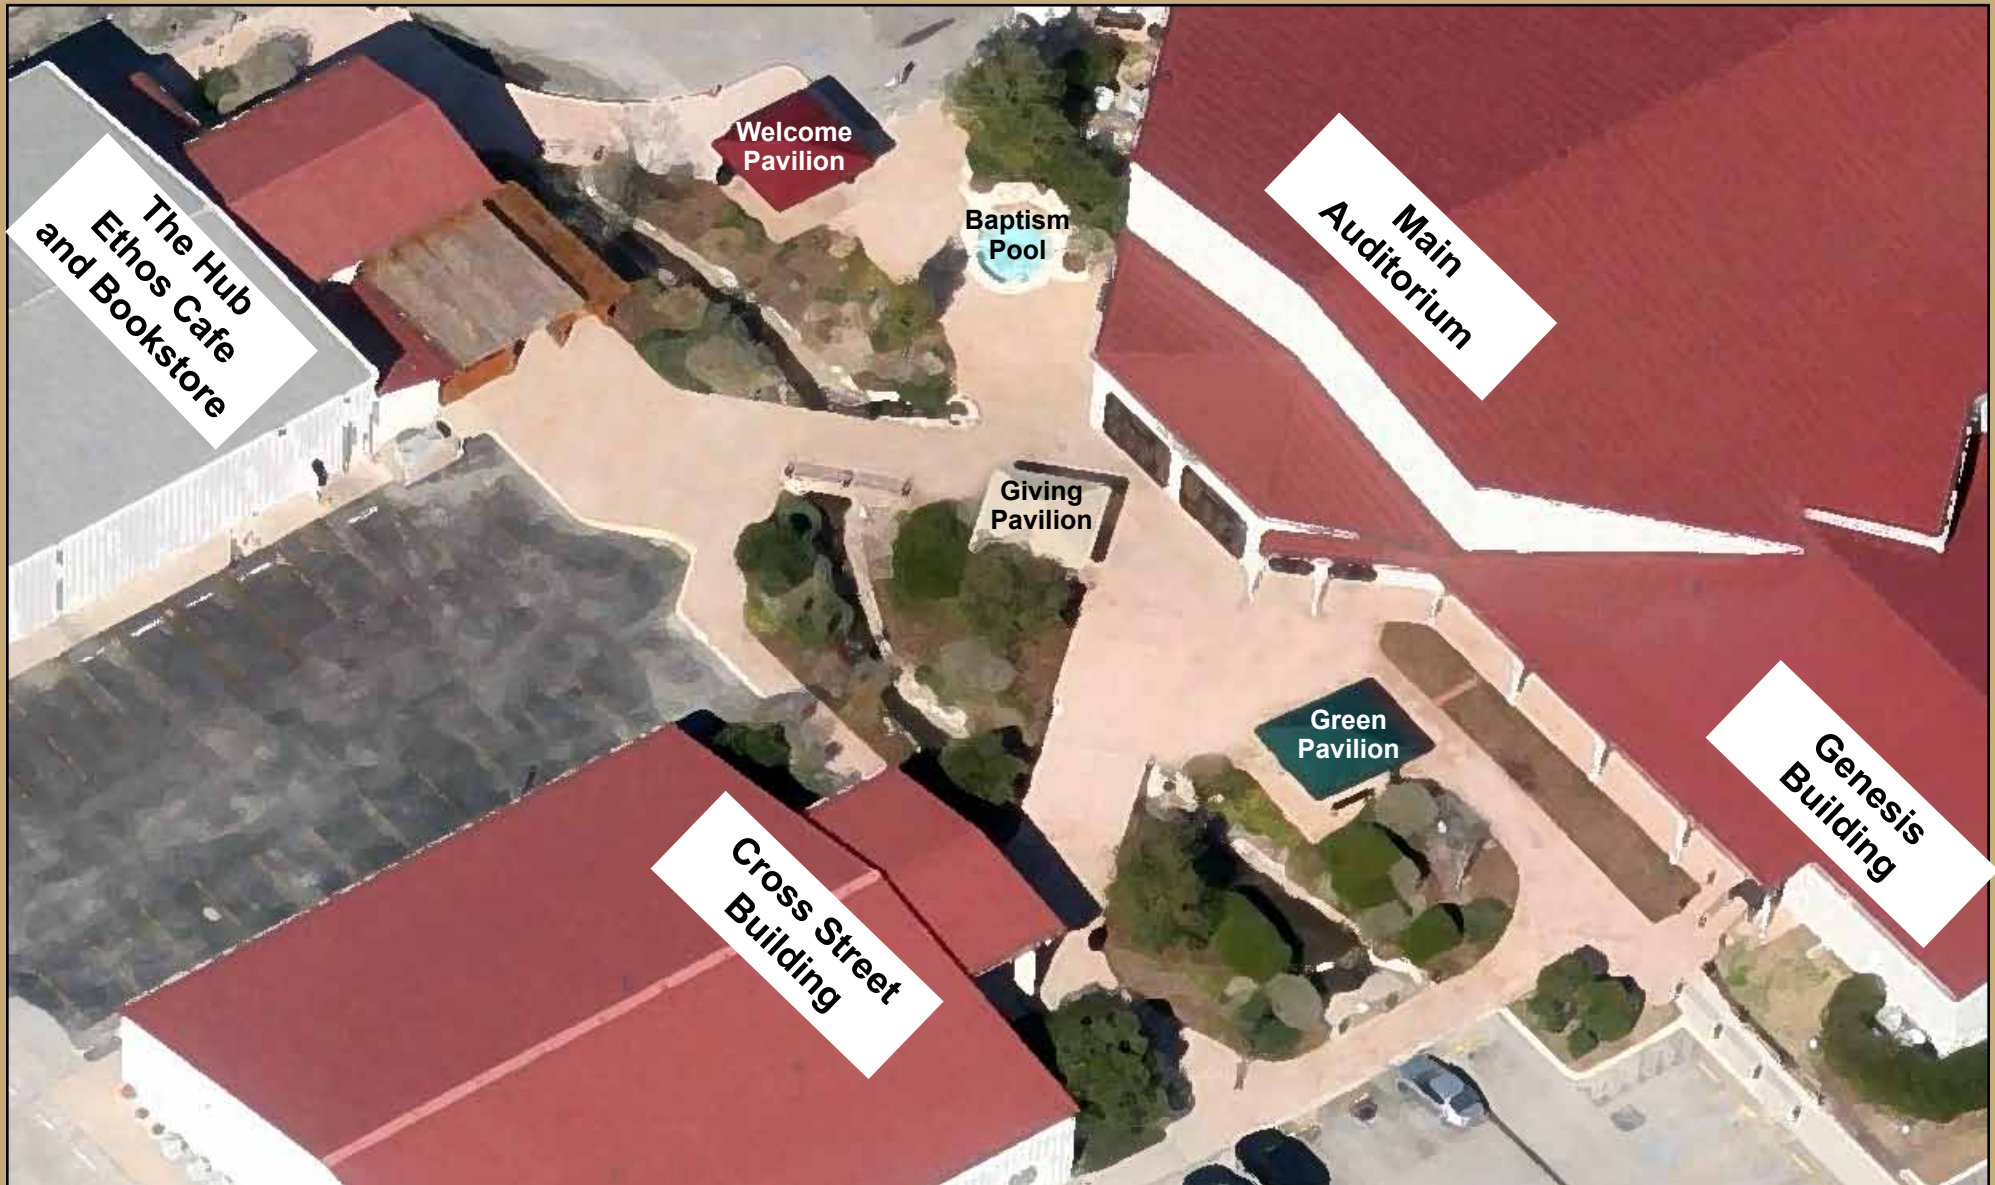 Welcome
Pavilion
The Hub
Ethos Cafe
and Bookstore
Baptism
Pool
Main
Auditorium
Giving
Pavilion
Green
Pavilion
Genesis
Building
Cross Street
Building